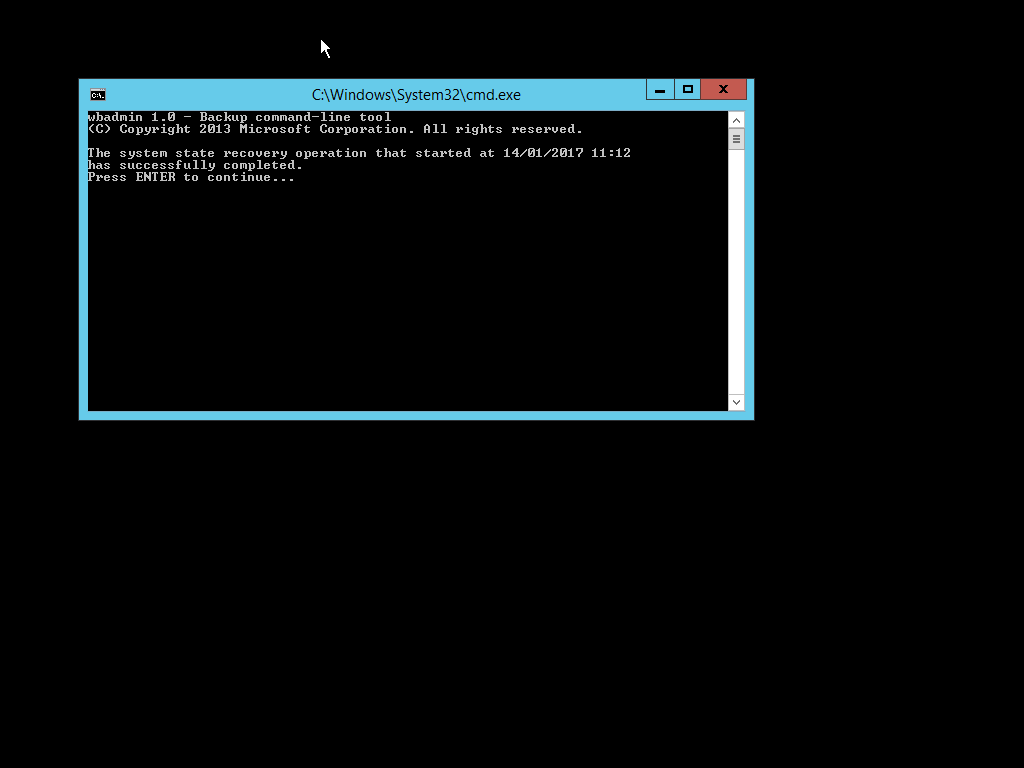 C:\Windows\System32\cmd.exe
wbadmin 1.0 - Backup command-line tool
(C) Copyright 2013 Microsoft Corporation. All rights reserved.
The system state recovery operation that started at 14/01/2017 11:12
has successfully completed.
Press ENTER to continue...